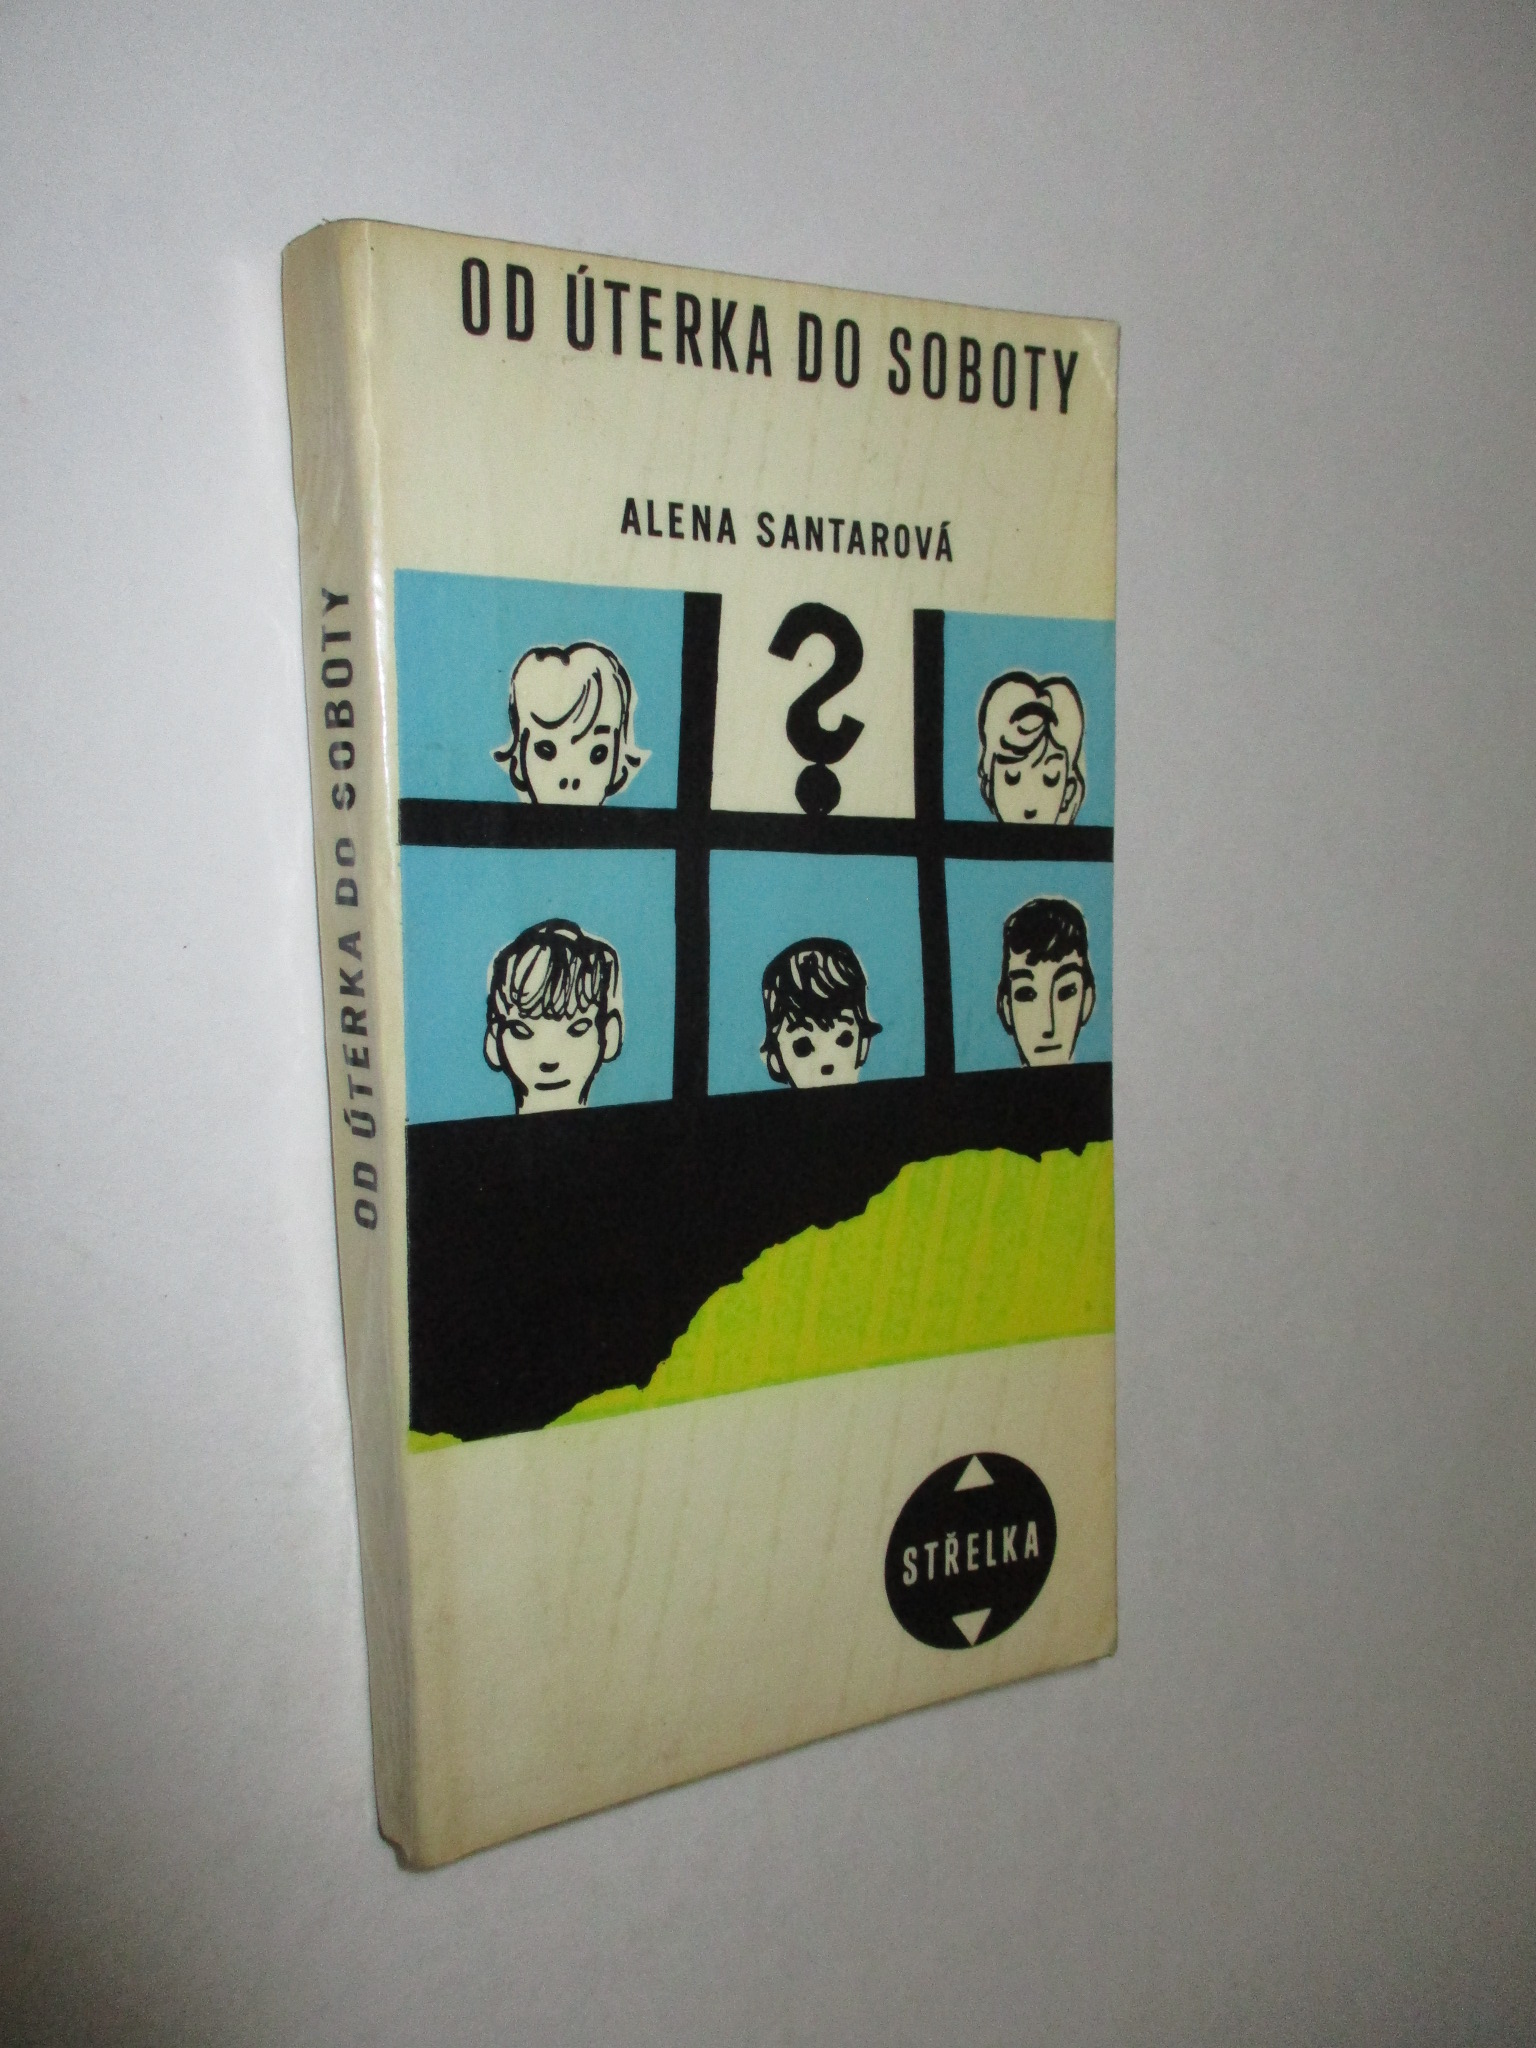 OD ÚTERKA DO SOBOTY
ALENA SANTAROVÁ
?
STŘELKA
OD ÚTERKA DO SOBOTY